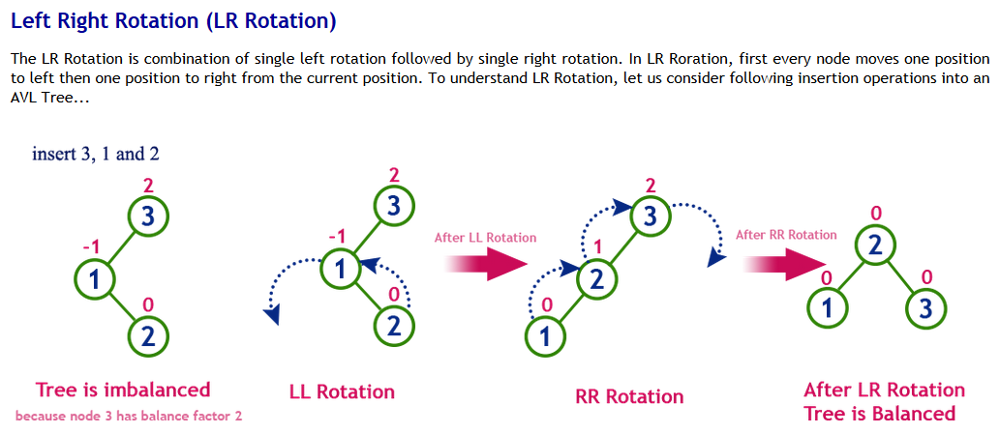 Left Right Rotation (LR Rotation)
The LR Rotation is combination of single left rotation followed by single right rotation. In LR Roration, first every node moves one position
to left then one position to right from the current position. To understand LR Rotation, let us consider following insertion operations into an
AVL Tree...
insert 3, 1 and 2
2
3
-1
1
0
2
2
3
-1
1
0
2
After LL Rotation
2
3
1
2
0
1
After RR Rotation
0
2
0
1
0
3
Tree is imbalanced
because node 3 has balance factor 2
LL Rotation
RR Rotation
After LR Rotation
Tree is Balanced